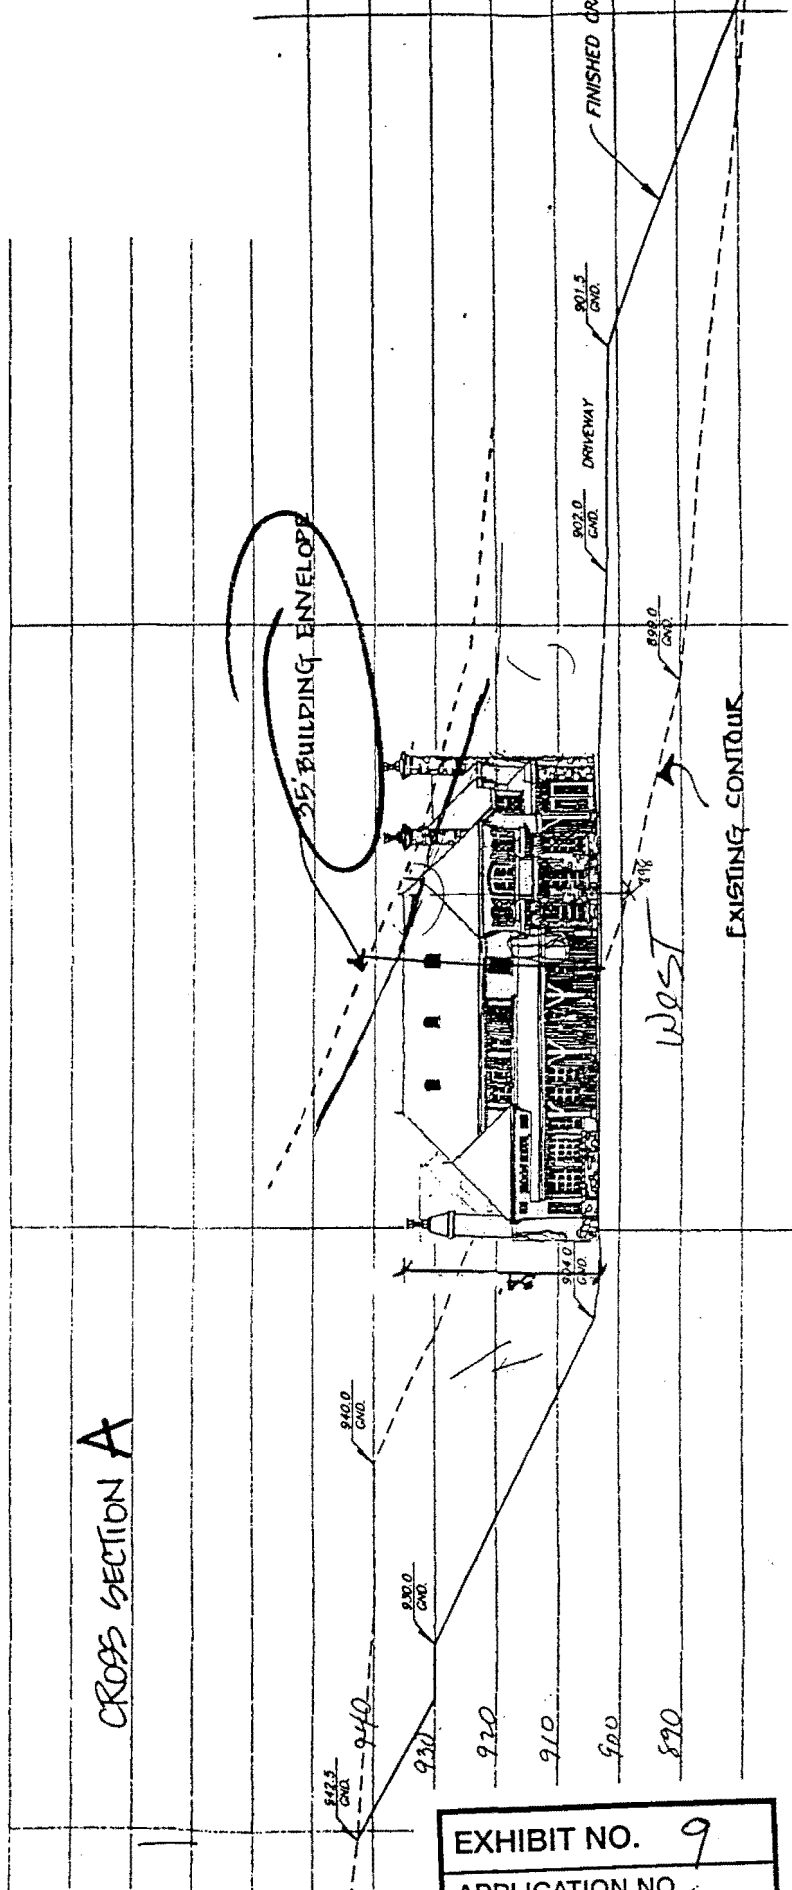 CROSS SECTION A
942.5
GND.
940
930
920
910
900
890
930.0
GND.
940.0
GND.
904.0
GND.
35' BUILDING ENVELOPE
898
WEST
EXISTING CONTOUR
902.0
GND.
DRIVEWAY
901.5
GND.
GND.
FINISHED GR
EXHIBIT NO. 9
APPLICATION NO.